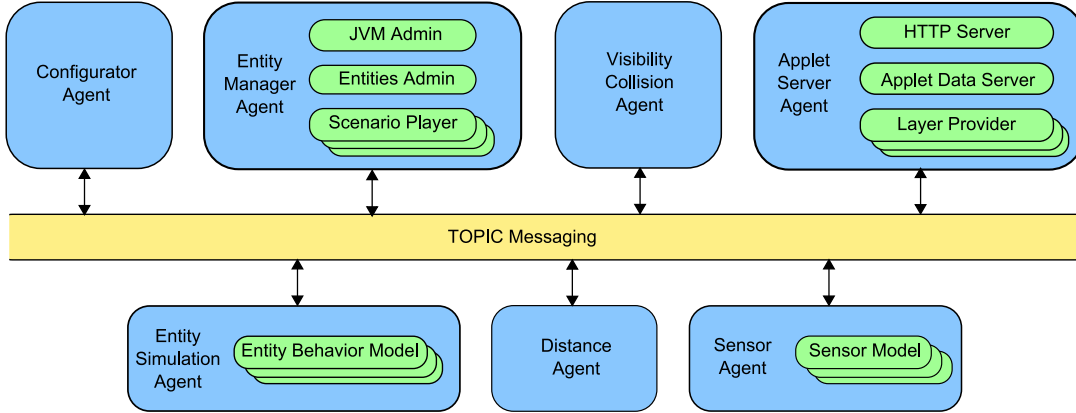 Configurator
Agent
Entity
Manager
Agent
JVM Admin
Entities Admin
Scenario Player
Visibility
Collision
Agent
Applet
Server
Agent
HTTP Server
Applet Data Server
Layer Provider
TOPIC Messaging
Entity
Simulation
Agent
Entity Behavior Model
Distance
Agent
Sensor
Agent
Sensor Model